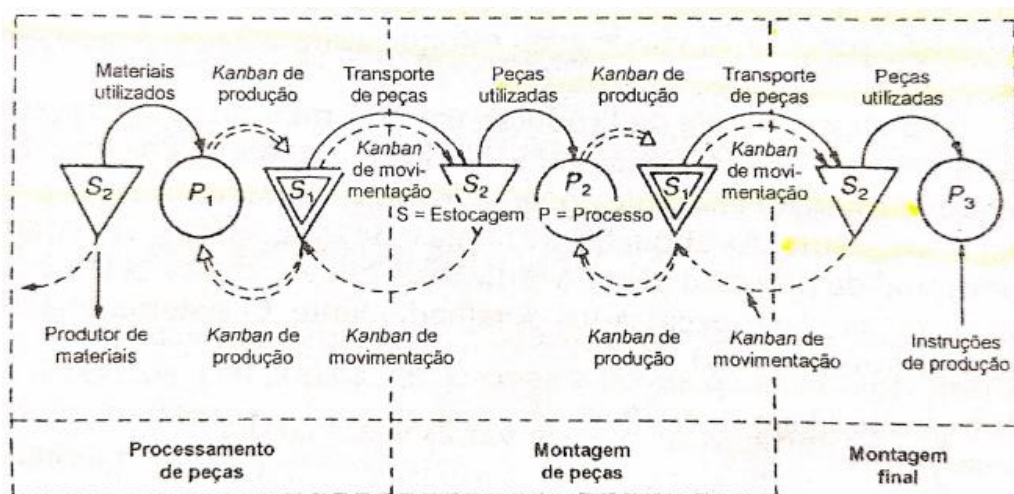 Materiais
utilizados
Kanban de
produção
Transporte
de peças
Peças
utilizadas
Kanban de
produção
Transporte
de peças
Peças
utilizadas
S2
P1
S1
Kanban
de movi-
mentação
S2
P2
S1
Kanban
de movi-
mentação
S2
P3
S = Estocagem P = Processo
Produtor de
materiais
Kanban de
produção
Kanban de
movimentação
Kanban de
produção
Kanban de
movimentação
Instruções
de produção
Processamento
de peças
Montagem
de peças
Montagem
final